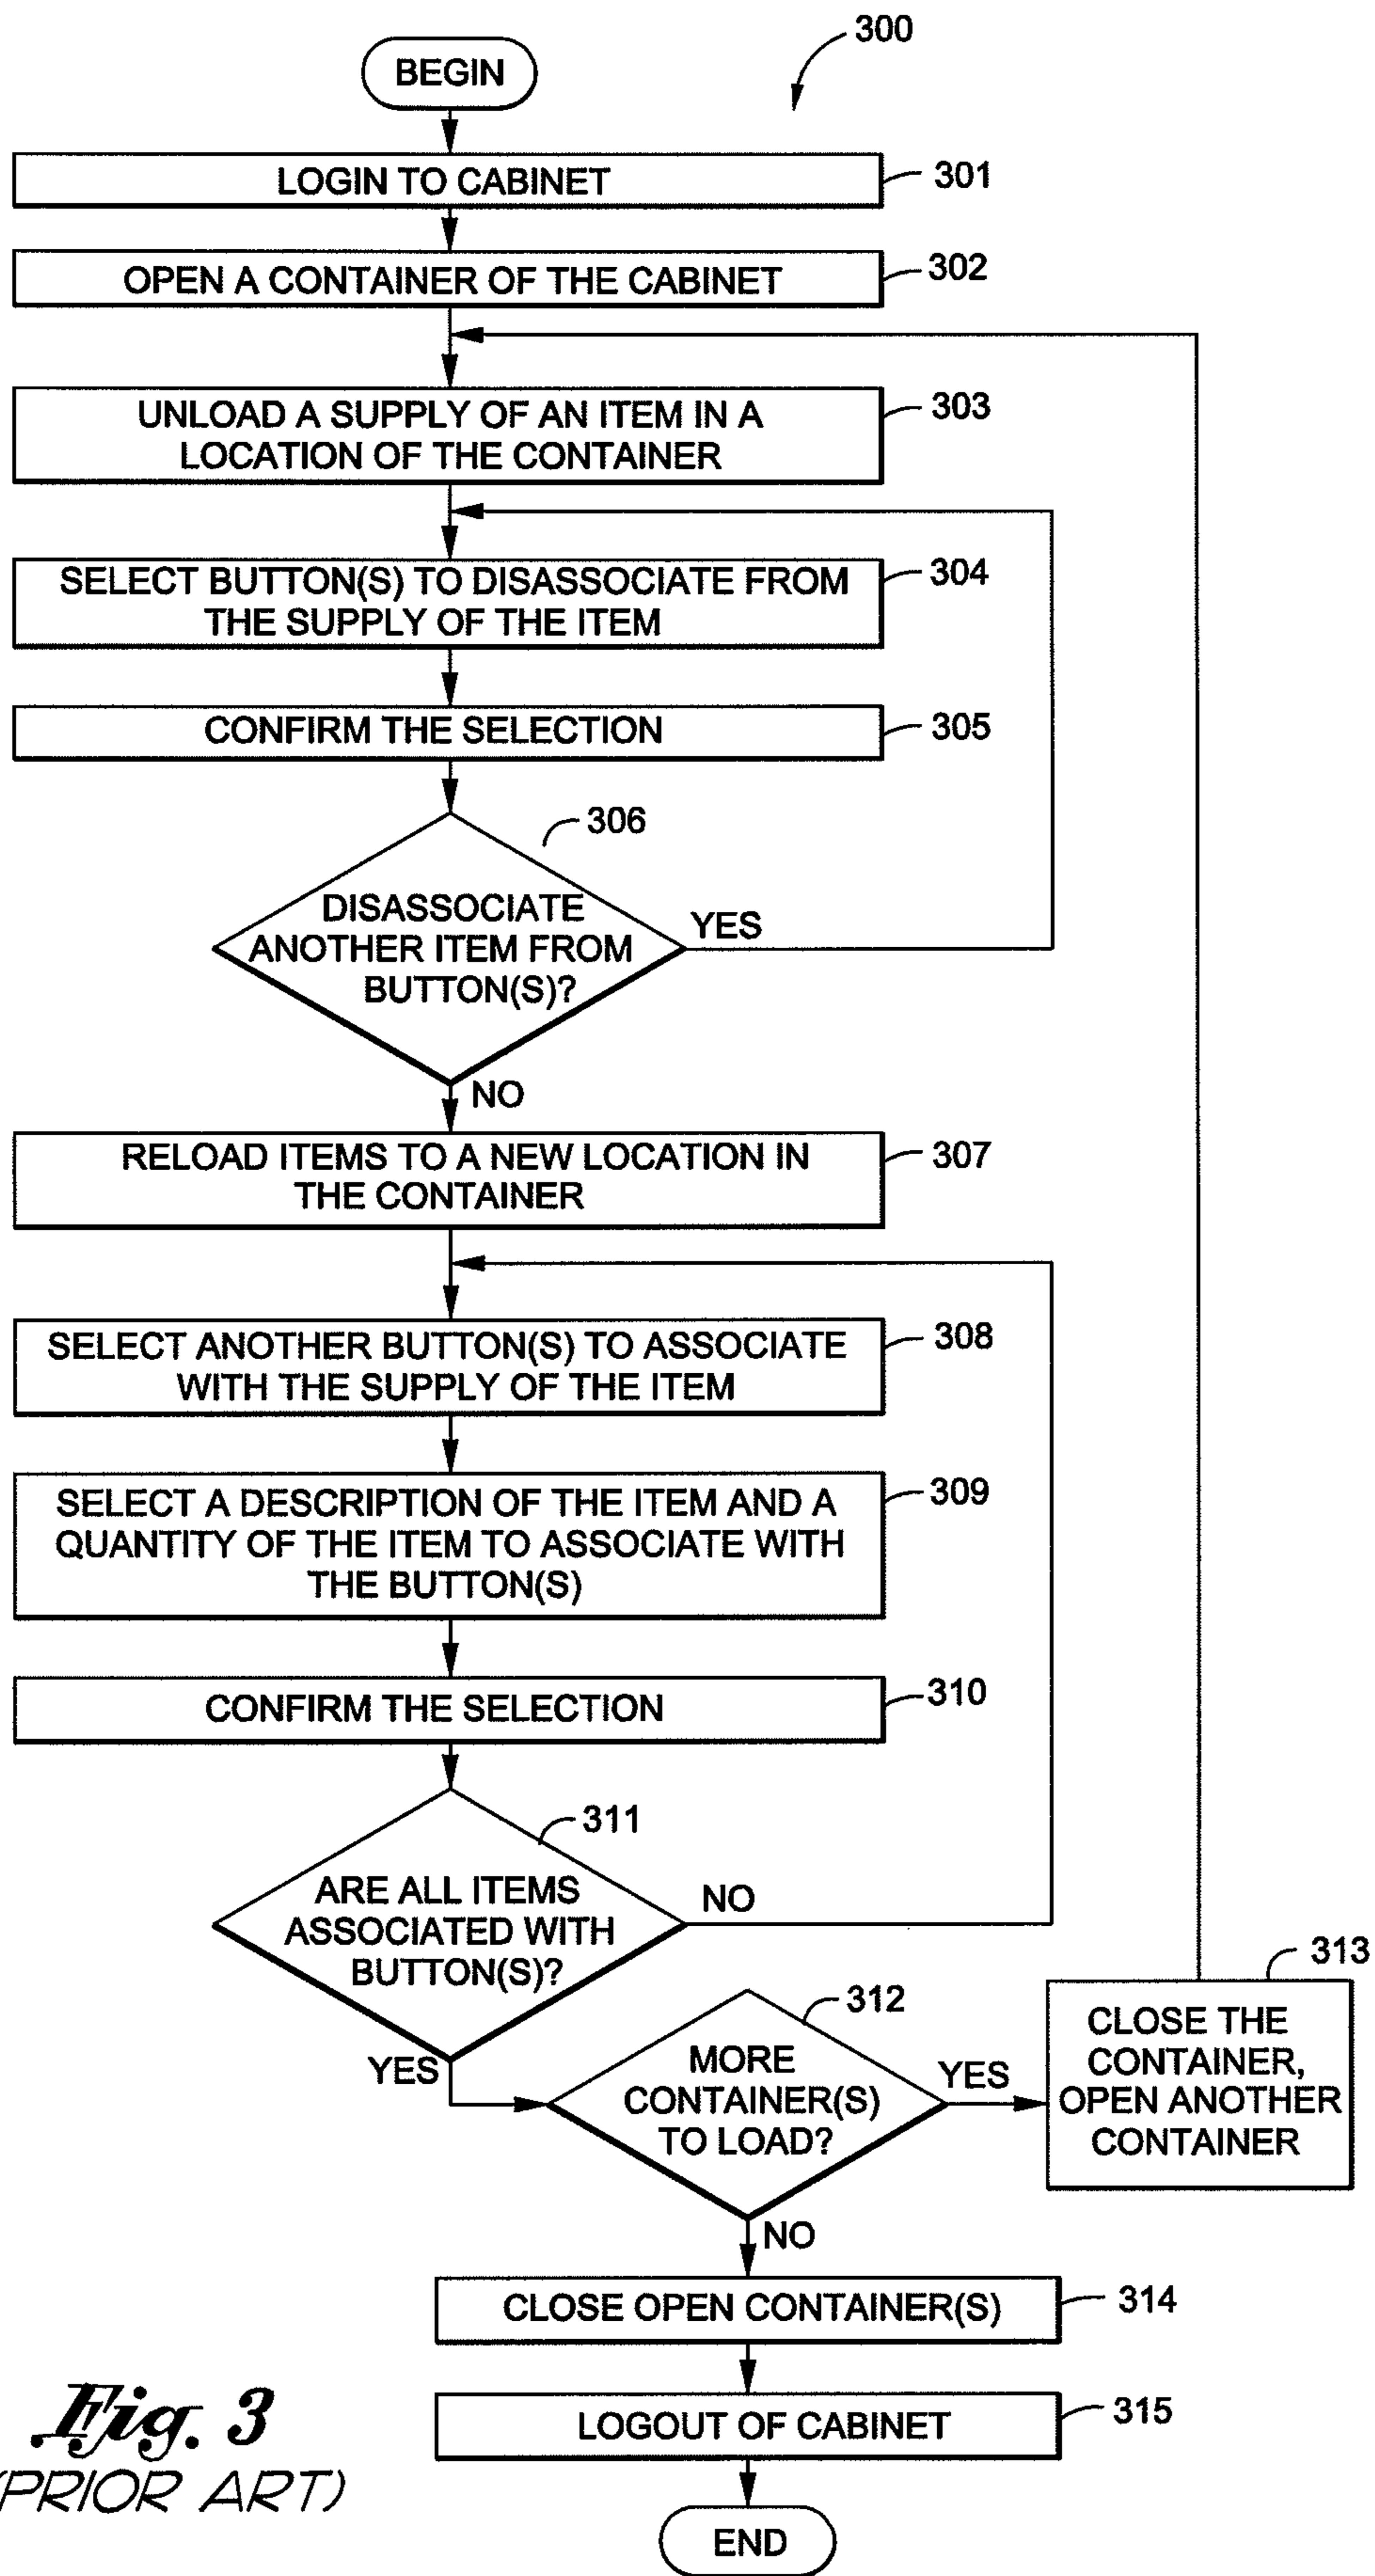 300
BEGIN
LOGIN TO CABINET
301
OPEN A CONTAINER OF THE CABINET
302
UNLOAD A SUPPLY OF AN ITEM IN A
LOCATION OF THE CONTAINER
303
SELECT BUTTON(S) TO DISASSOCIATE FROM
THE SUPPLY OF THE ITEM
304
CONFIRM THE SELECTION
305
306
DISASSOCIATE
ANOTHER ITEM FROM
BUTTON(S)?
YES
NO
RELOAD ITEMS TO A NEW LOCATION IN
THE CONTAINER
307
SELECT ANOTHER BUTTON(S) TO ASSOCIATE
WITH THE SUPPLY OF THE ITEM
308
SELECT A DESCRIPTION OF THE ITEM AND A
QUANTITY OF THE ITEM TO ASSOCIATE WITH
THE BUTTON(S)
309
CONFIRM THE SELECTION
310
311
ARE ALL ITEMS
ASSOCIATED WITH
BUTTON(S)?
NO
YES
312
MORE
CONTAINER(S)
TO LOAD?
YES
313
CLOSE THE
CONTAINER,
OPEN ANOTHER
CONTAINER
NO
CLOSE OPEN CONTAINER(S)
314
LOGOUT OF CABINET
315
END
Fig. 3
(PRIOR ART)